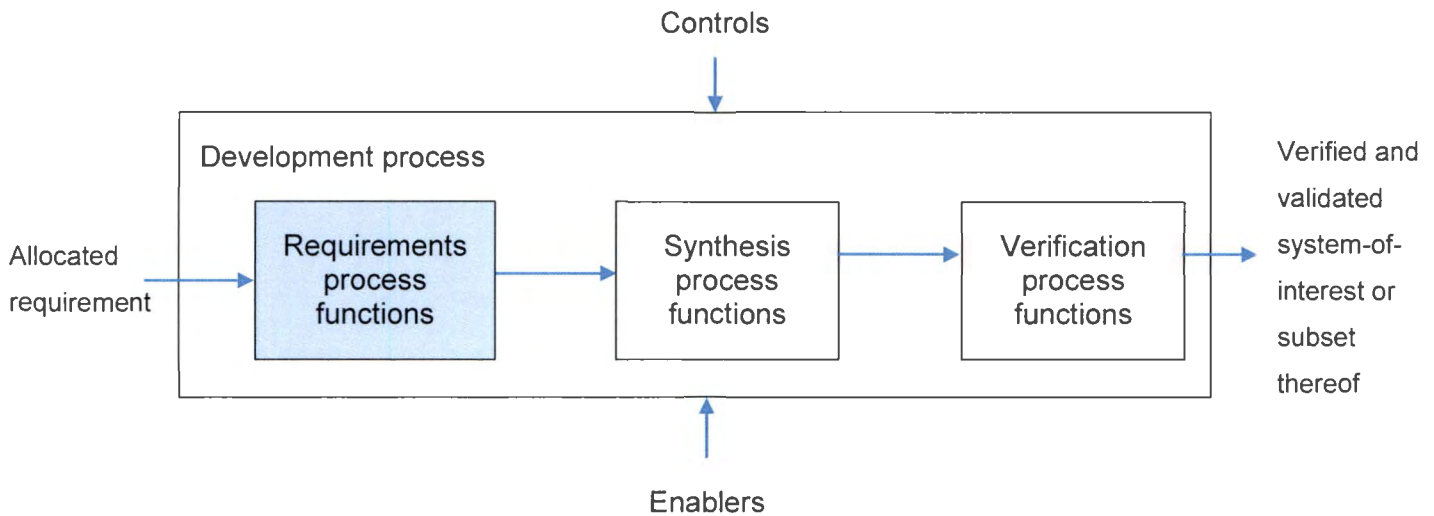 Controls
Development process
Allocated
requirement
Requirements
process
functions
Synthesis
process
functions
Verification
process
functions
Verified and
validated
system-of-
interest or
subset
thereof
Enablers